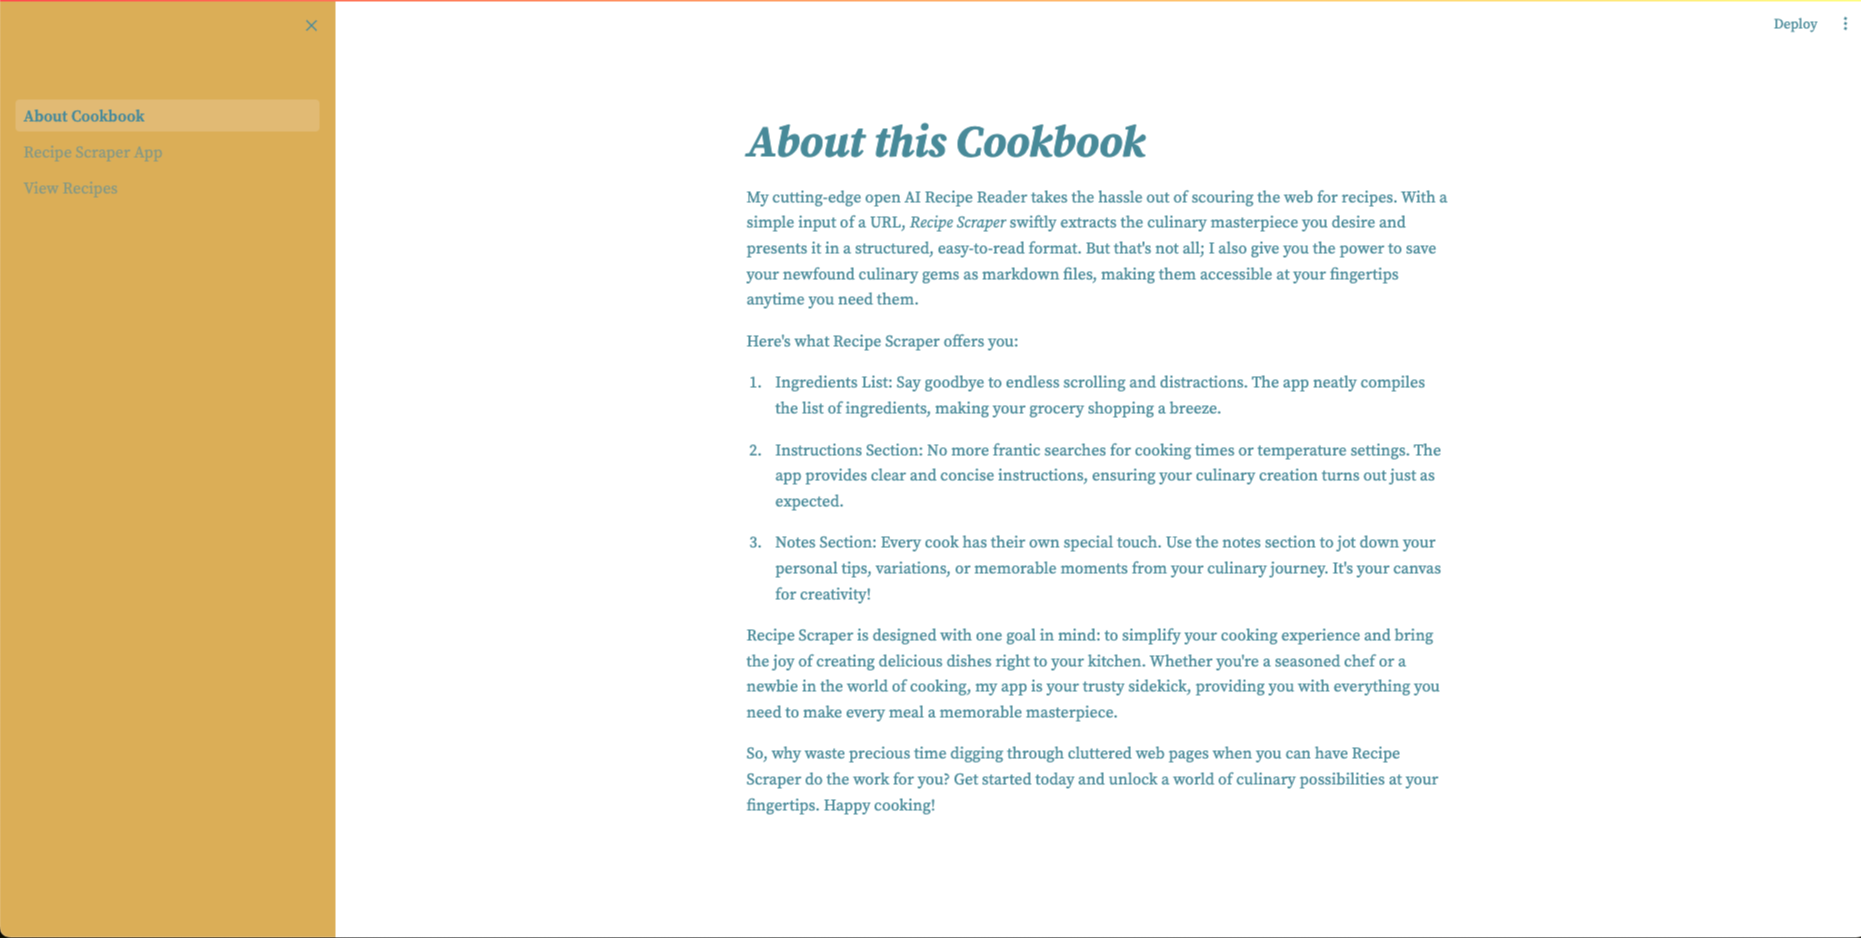 Deploy
About Cookbook
Recipe Scraper App
View Recipes
About this Cookbook
My cutting-edge open AI Recipe Reader takes the hassle out of scouring the web for recipes. With a
simple input of a URL, Recipe Scraper swiftly extracts the culinary masterpiece you desire and
presents it in a structured, easy-to-read format. But that's not all; I also give you the power to save
your newfound culinary gems as markdown files, making them accessible at your fingertips
anytime you need them.
Here's what Recipe Scraper offers you:
1. Ingredients List: Say goodbye to endless scrolling and distractions. The app neatly compiles
the list of ingredients, making your grocery shopping a breeze.
2. Instructions Section: No more frantic searches for cooking times or temperature settings. The
app provides clear and concise instructions, ensuring your culinary creation turns out just as
expected.
3. Notes Section: Every cook has their own special touch. Use the notes section to jot down your
personal tips, variations, or memorable moments from your culinary journey. It's your canvas
for creativity!
Recipe Scraper is designed with one goal in mind: to simplify your cooking experience and bring
the joy of creating delicious dishes right to your kitchen. Whether you're a seasoned chef or a
newbie in the world of cooking, my app is your trusty sidekick, providing you with everything you
need to make every meal a memorable masterpiece.
So, why waste precious time digging through cluttered web pages when you can have Recipe
Scraper do the work for you? Get started today and unlock a world of culinary possibilities at your
fingertips. Happy cooking!